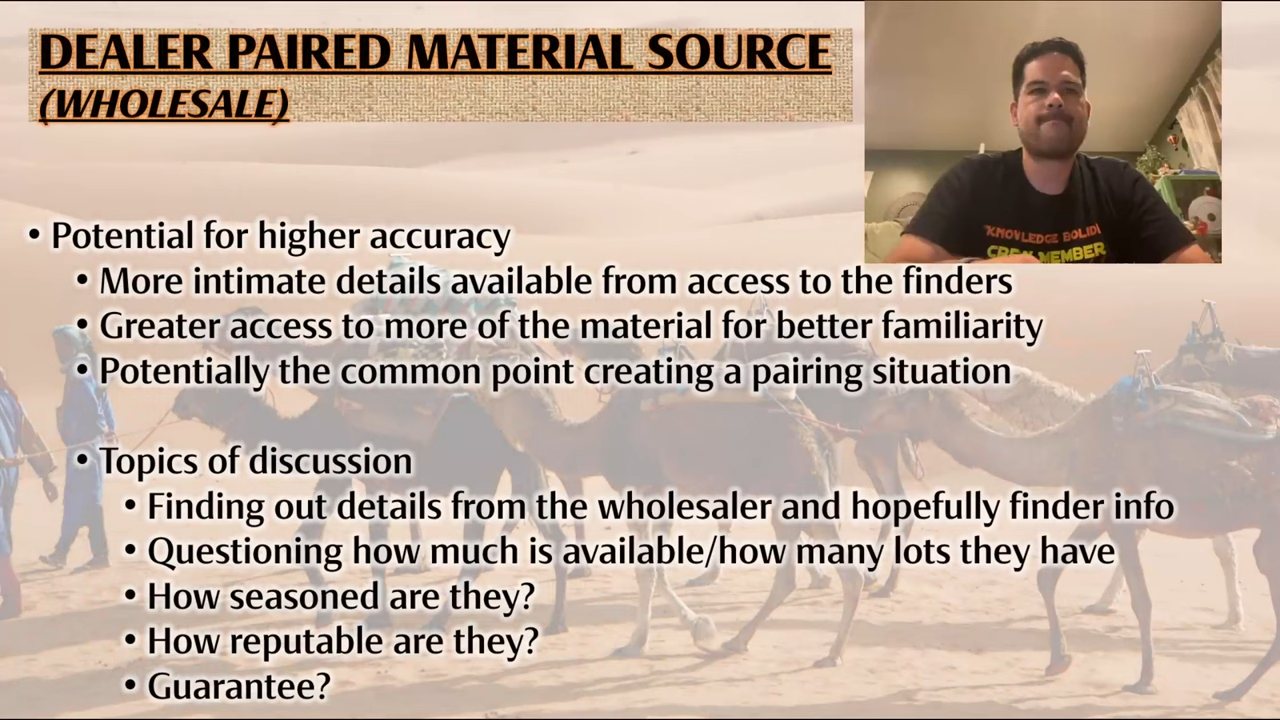 DEALER PAIRED MATERIAL SOURCE
(WHOLESALE)
• Potential for higher accuracy
• More intimate details available from access to the finders
• Greater access to more of the material for better familiarity
• Potentially the common point creating a pairing situation
• Topics of discussion
• Finding out details from the wholesaler and hopefully finder info
• Questioning how much is available/how many lots they have
• How seasoned are they?
• How reputable are they?
• Guarantee?
"KNOWLEDGE BOLID
CREW MEMBER